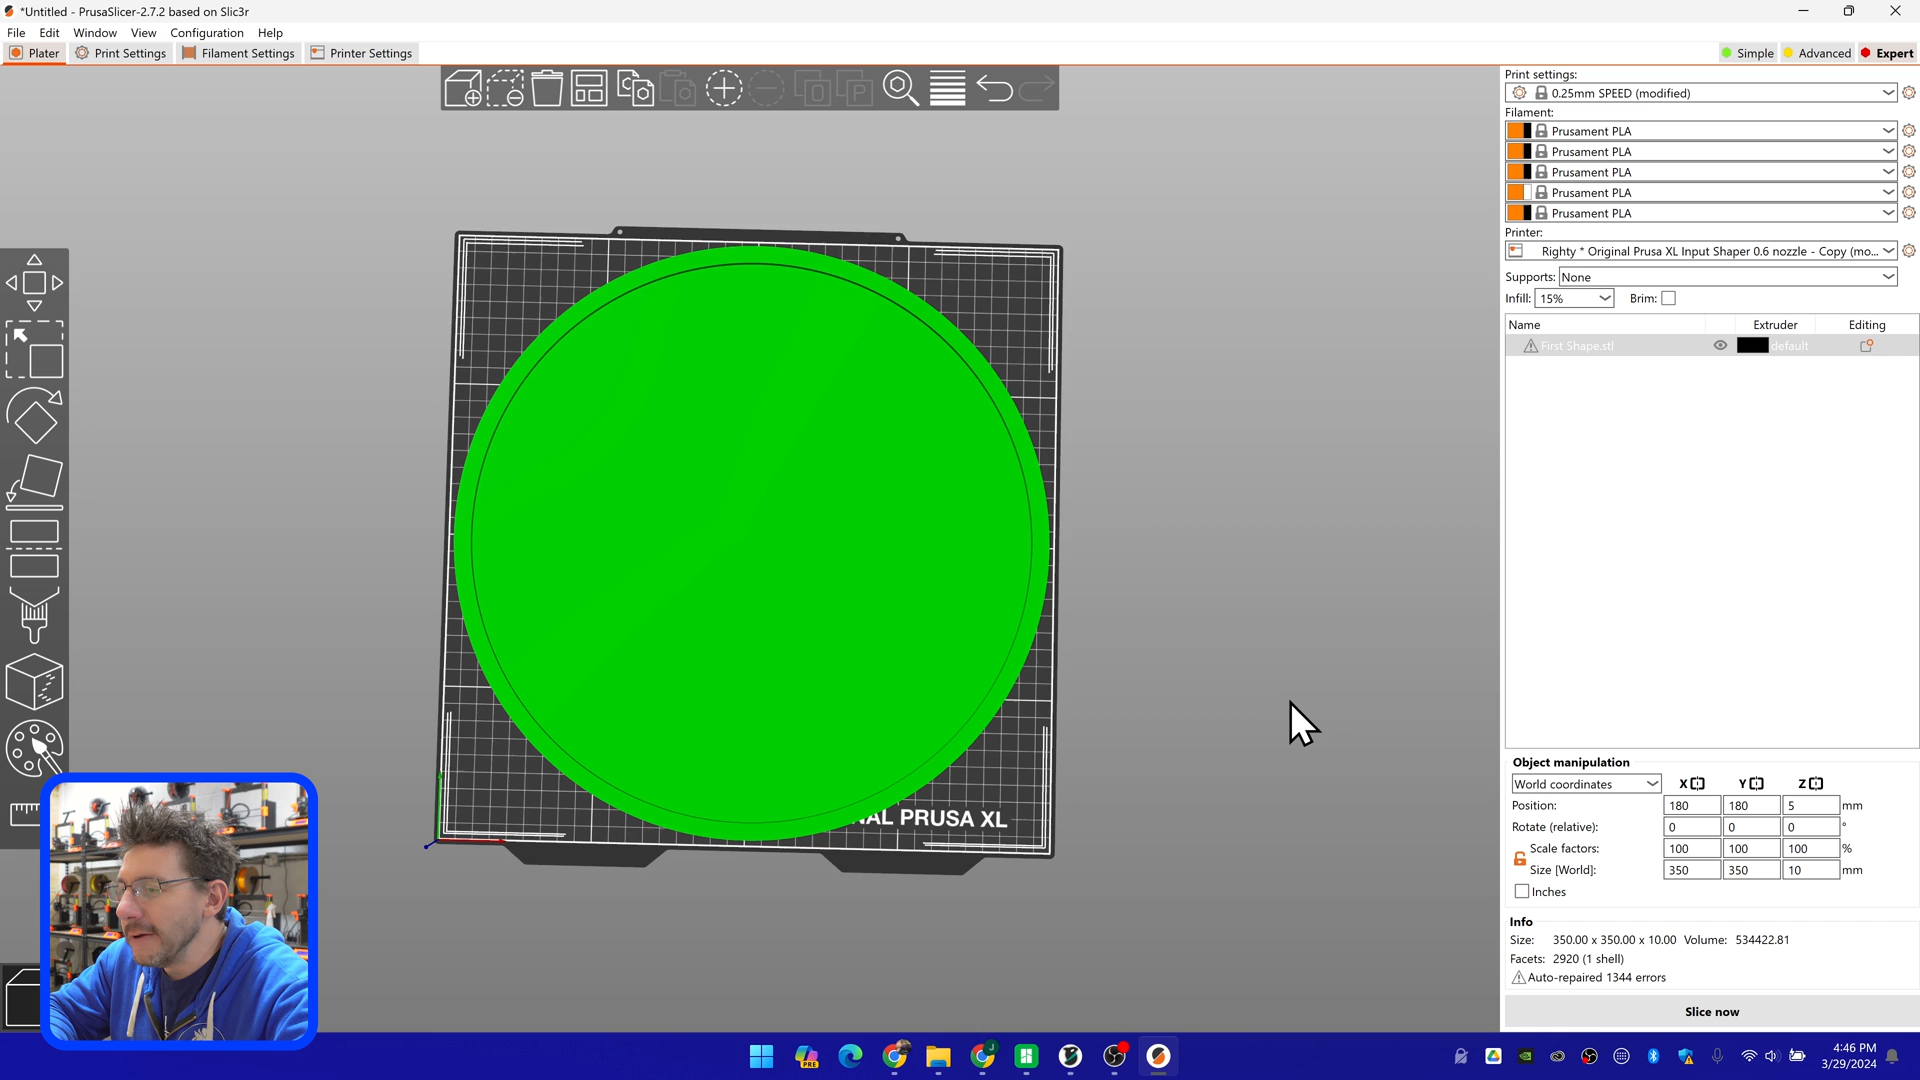 *Untitled - PrusaSlicer-2.7.2 based on Slic3r
File Edit Window View Configuration Help
Plater Print Settings Filament Settings Printer Settings
Simple Advanced Expert
Print settings:
0.25mm SPEED (modified)
Filament:
Prusament PLA
Prusament PLA
Prusament PLA
Prusament PLA
Prusament PLA
Printer:
Righty * Original Prusa XL Input Shaper 0.6 nozzle - Copy (mo...
Supports: None
Infill: 15% Brim:
Name Extruder Editing
First Shape.stl default
NAL PRUSA XL
Object manipulation
World coordinates X Y Z
Position: 180 180 5 mm
Rotate (relative): 0 0 0 °
Scale factors: 100 100 100 %
Size [World]: 350 350 10 mm
Inches
Info
Size: 350.00 x 350.00 x 10.00 Volume: 534422.81
Facets: 2920 (1 shell)
Auto-repaired 1344 errors
Slice now
PRE
J
4:46 PM
3/29/2024